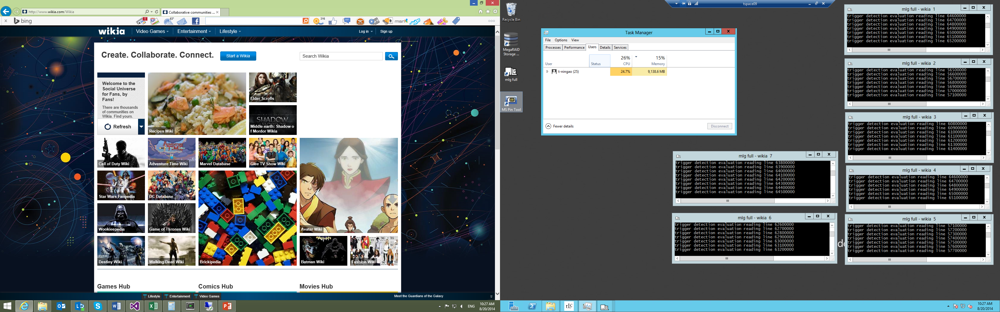 http://www.wikia.com/Wikia
Collaborative communities ...
bing
63°
316
msn
wikia
Video Games
Entertainment
Lifestyle
Log in
Sign up
Create. Collaborate. Connect.
Start a Wikia
Search Wikia
Welcome to the
Social Universe
for Fans, by
Fans!
There are thousands
of communities on
Wikia. Find yours.
Refresh
Recipes Wiki
Elder Scrolls
SHADOW
Middle-earth: Shadow o
f Mordor Wikia
Call of Duty Wiki
Adventure Time Wiki
Marvel Database
Glee TV Show Wiki
Star Wars Fanpedia
DC Database
Wookieepedia
Game of Thrones Wiki
Destiny Wiki
Walking Dead Wiki
Brickipedia
Avatar Wiki
BATMAN
Batman Wiki
Fashion Wiki
Games Hub
Comics Hub
Movies Hub
Lifestyle
Entertainment
Video Games
Meet the Guardians of the Galaxy
ENG
10:27 AM
8/20/2014
Recycle Bin
MegaRAID
Storage ...
mlg full
MS Pin Tool
tspace09
Task Manager
File Options View
Processes Performance Users Details Services
26% 15%
User Status CPU Memory
t-ningao (25) 24.7% 9,138.6 MB
Fewer details
Disconnect
mlg full - wikia 7
trigger detection evaluation reading line 63800000
trigger detection evaluation reading line 63900000
trigger detection evaluation reading line 64000000
trigger detection evaluation reading line 64100000
trigger detection evaluation reading line 64200000
trigger detection evaluation reading line 64300000
trigger detection evaluation reading line 64400000
trigger detection evaluation reading line 64500000
mlg full - wikia 6
trigger detection evaluation reading line 62600000
trigger detection evaluation reading line 62700000
trigger detection evaluation reading line 62800000
trigger detection evaluation reading line 62900000
trigger detection evaluation reading line 63000000
trigger detection evaluation reading line 63100000
trigger detection evaluation reading line 63200000
mlg full - wikia 1
trigger detection evaluation reading line 64600000
trigger detection evaluation reading line 64700000
trigger detection evaluation reading line 64800000
trigger detection evaluation reading line 64900000
trigger detection evaluation reading line 65000000
trigger detection evaluation reading line 65100000
trigger detection evaluation reading line 65200000
mlg full - wikia 2
trigger detection evaluation reading line 56500000
trigger detection evaluation reading line 56600000
trigger detection evaluation reading line 56700000
trigger detection evaluation reading line 56800000
trigger detection evaluation reading line 56900000
trigger detection evaluation reading line 57000000
trigger detection evaluation reading line 57100000
mlg full - wikia 3
trigger detection evaluation reading line 60800000
trigger detection evaluation reading line 60900000
trigger detection evaluation reading line 61000000
trigger detection evaluation reading line 61100000
trigger detection evaluation reading line 61200000
trigger detection evaluation reading line 61300000
trigger detection evaluation reading line 61400000
mlg full - wikia 4
trigger detection evaluation reading line 64600000
trigger detection evaluation reading line 64700000
trigger detection evaluation reading line 64800000
trigger detection evaluation reading line 64900000
trigger detection evaluation reading line 65000000
trigger detection evaluation reading line 65100000
mlg full - wikia 5
trigger detection evaluation reading line 57100000
trigger detection evaluation reading line 57200000
trigger detection evaluation reading line 57300000
trigger detection evaluation reading line 57400000
trigger detection evaluation reading line 57500000
trigger detection evaluation reading line 57600000
trigger detection evaluation reading line 57700000
tlc
10:27 AM
8/20/2014